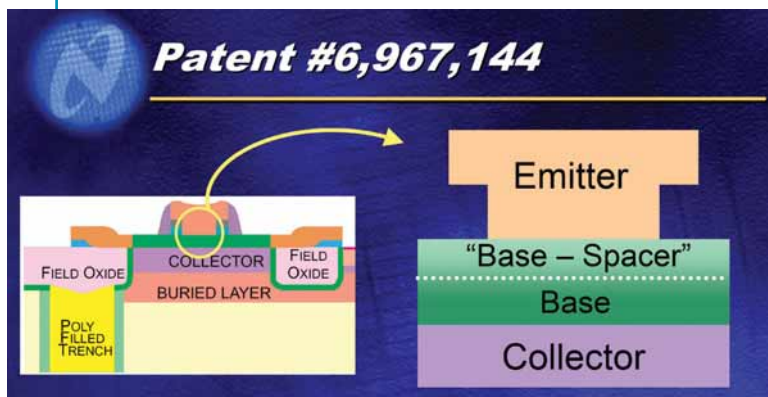 Patent #6,967,144
FIELD OXIDE
COLLECTOR
FIELD
OXIDE
BURIED LAYER
POLY
FILLED
TRENCH
Emitter
“Base – Spacer”
Base
Collector